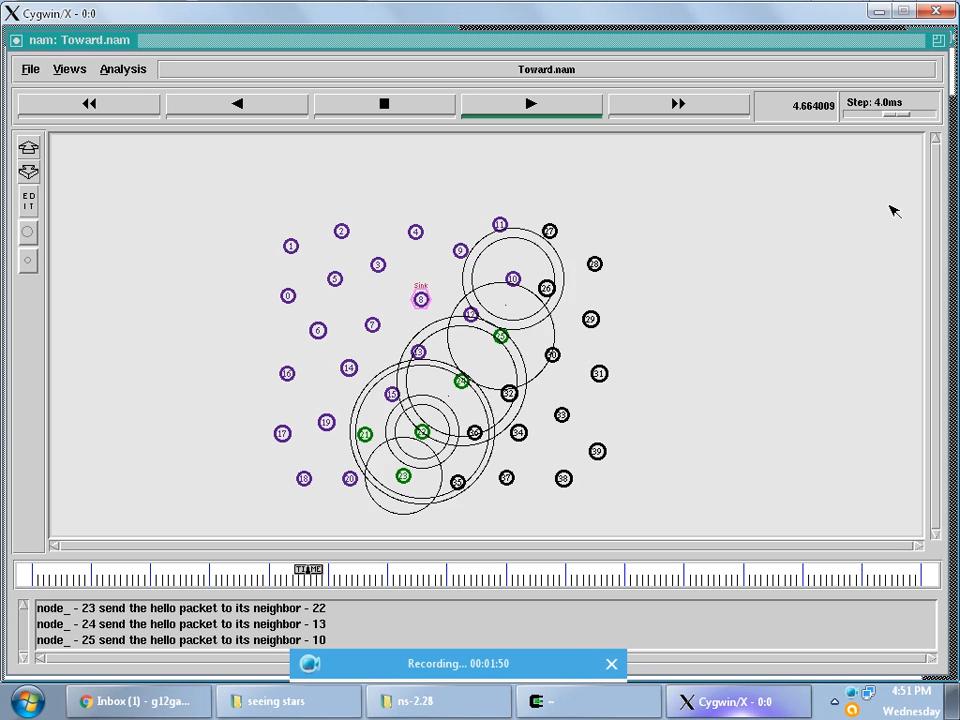 Cygwin/X - 0:0
nam: Toward.nam
File Views Analysis Toward.nam
4.664009 Step: 4.0ms
ED
IT
11
2 4 27
1 9
3 28
5 10
26
0 Sink
8
12 29
6 7
25
13 30
14
16 24 31
15 32
33
19
17 21 22 36 34
39
18 20 23 35 37 38
TIME
node_ - 23 send the hello packet to its neighbor - 22
node_ - 24 send the hello packet to its neighbor - 13
node_ - 25 send the hello packet to its neighbor - 10
Recording... 00:01:50
Inbox (1) - g12ga... seeing stars ns-2.28 ~ Cygwin/X - 0:0
4:51 PM
Wednesday